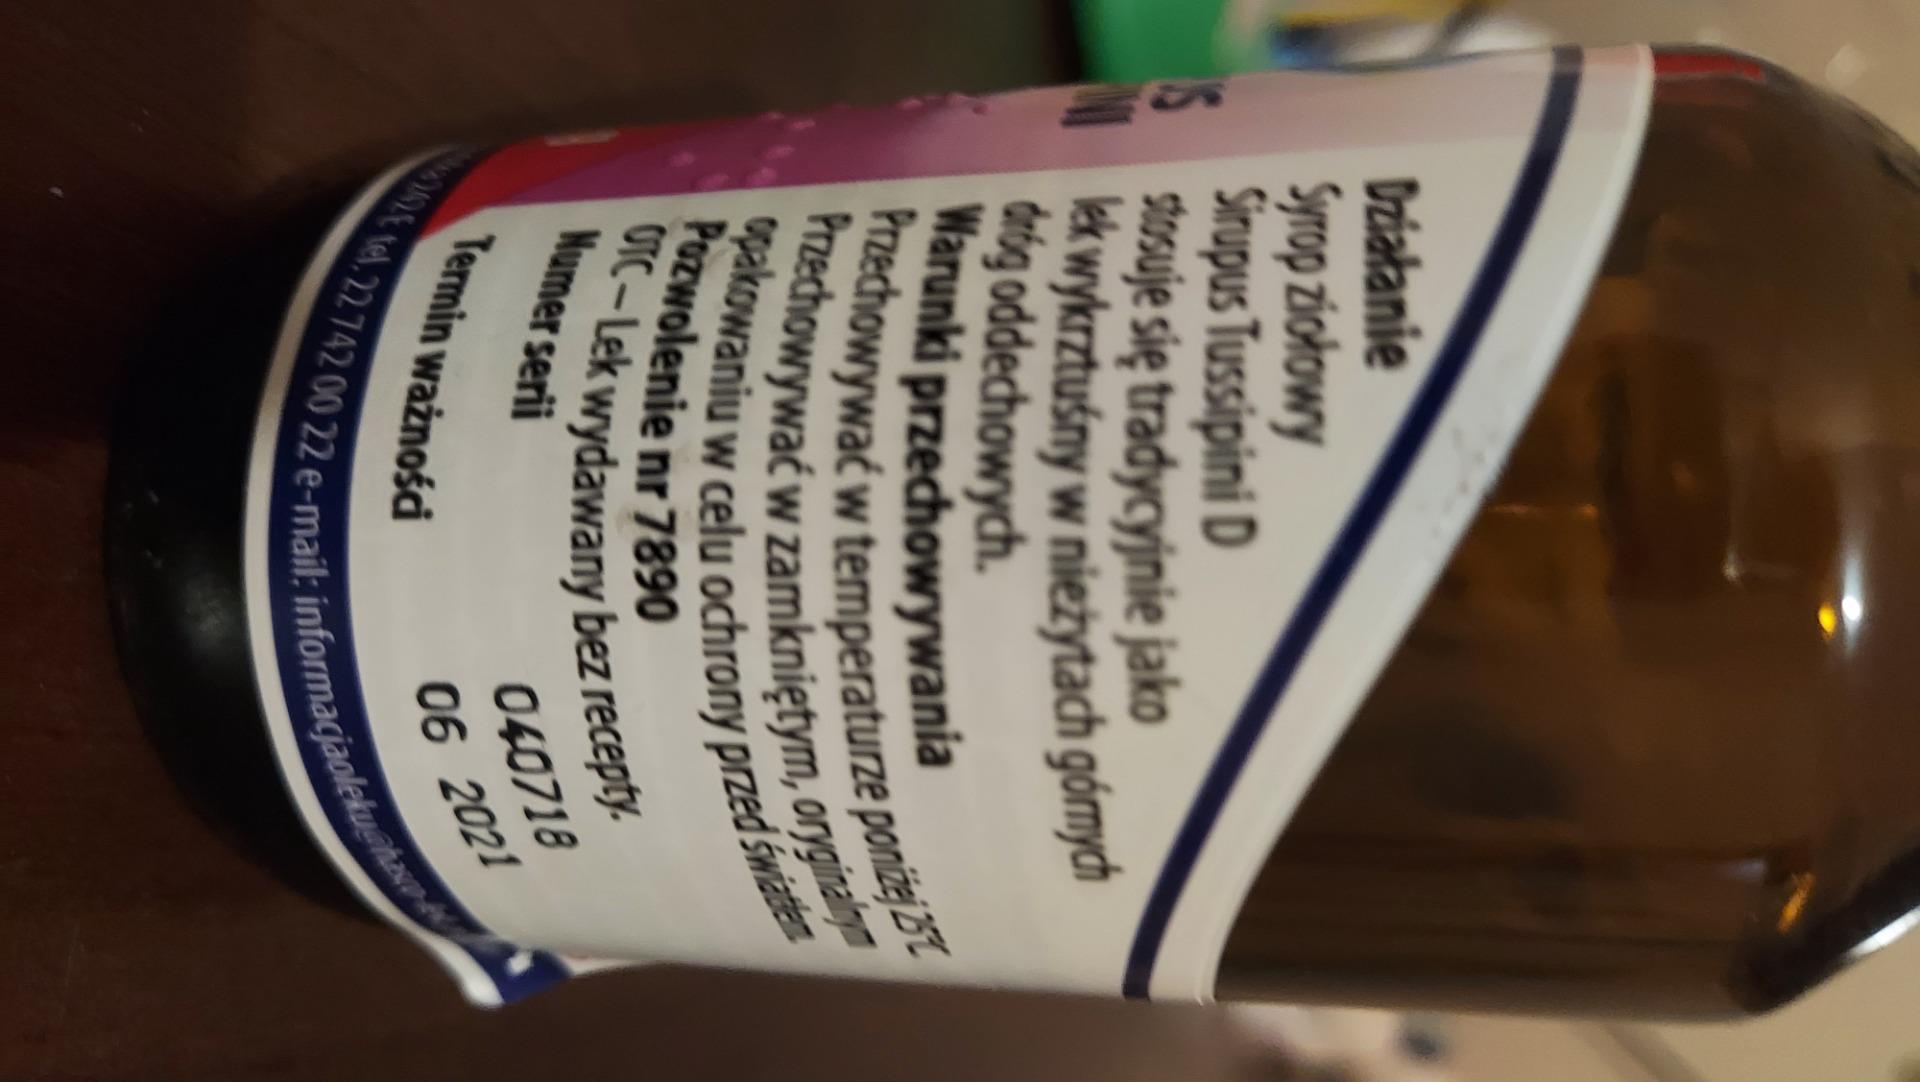 Działanie
Syrop ziołowy
Sirupus Tussipini D
stosuje się tradycyjnie jako
lek wykrztuśny w nieżytach górnych
dróg oddechowych.
Warunki przechowywania
Przechowywać w temperaturze poniżej 25°C
Przechowywać w zamkniętym, oryginalnym
opakowaniu w celu ochrony przed światłem.
Pozwolenie nr 7890
OTC – Lek wydawany bez recepty.
Numer serii 040718
Termin ważności 06 2021
tel. 22 742 00 22 e-mail: